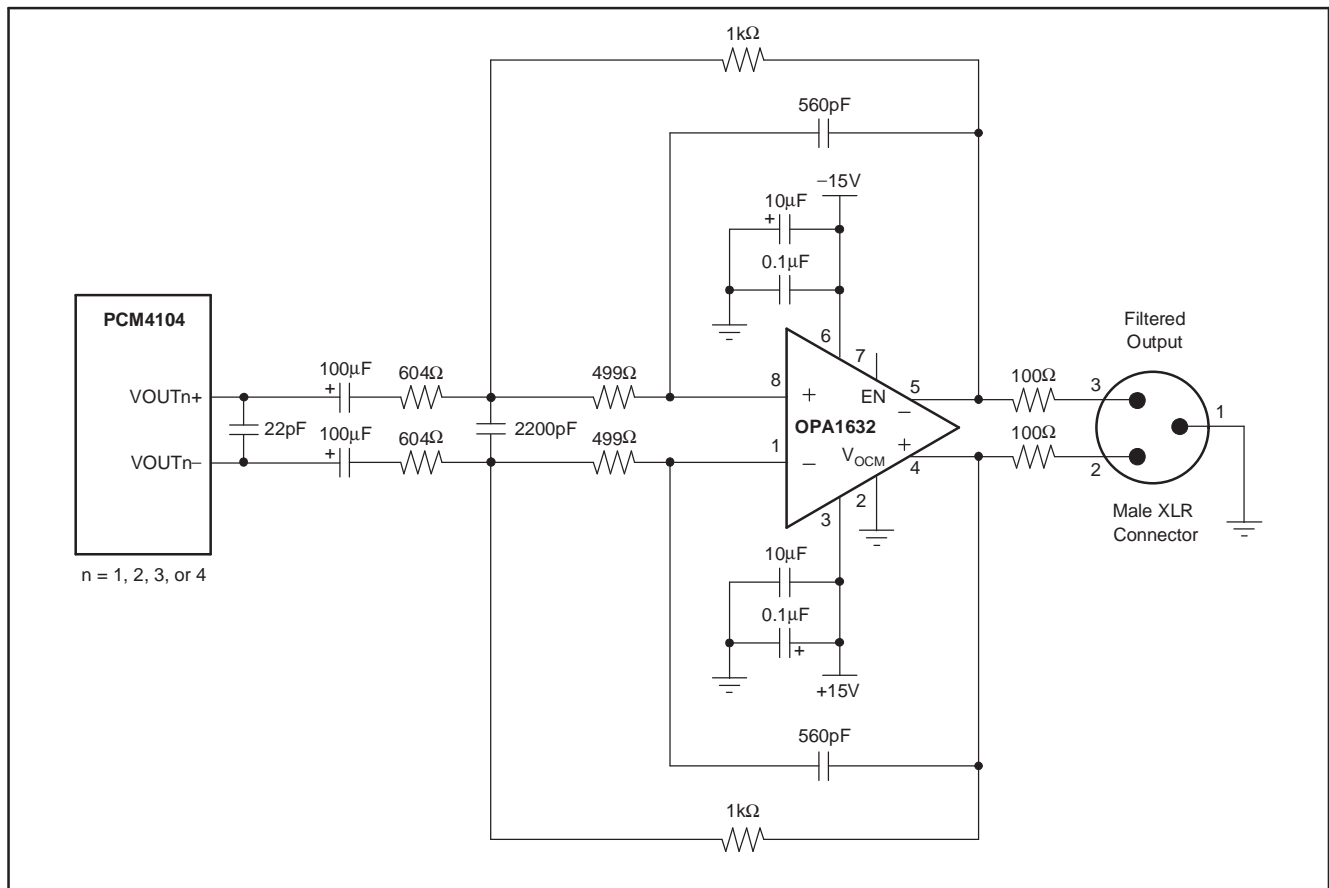 1kΩ
560pF
−15V
10μF
+
0.1μF
PCM4104
6
7
Filtered
Output
100μF
+
604Ω
499Ω
8
+
EN
−
5
100Ω
3
1
VOUTn+
22pF
2200pF
OPA1632
VOUTn−
100μF
+
604Ω
499Ω
1
−
VOCM
+
4
100Ω
2
3
2
Male XLR
Connector
n = 1, 2, 3, or 4
10μF
0.1μF
+
+15V
560pF
1kΩ